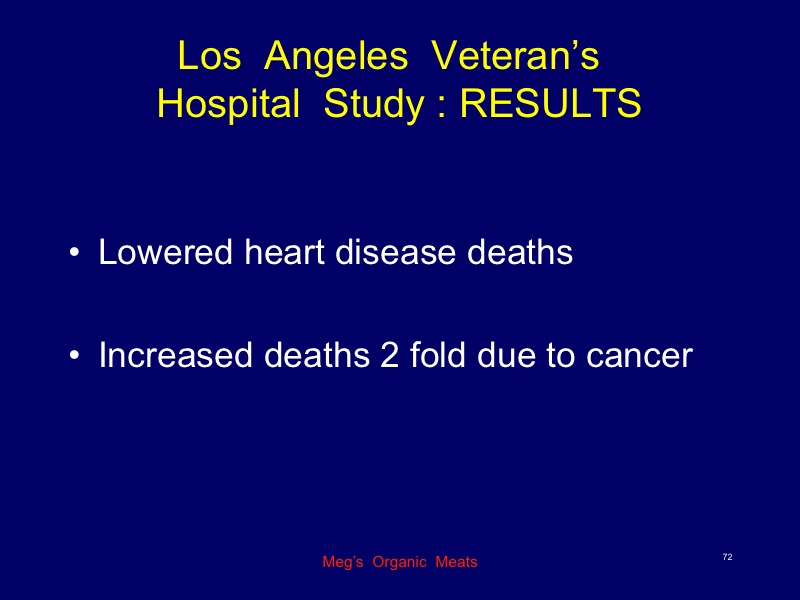 Los Angeles Veteran’s
Hospital Study : RESULTS
• Lowered heart disease deaths
• Increased deaths 2 fold due to cancer
Meg’s Organic Meats
72